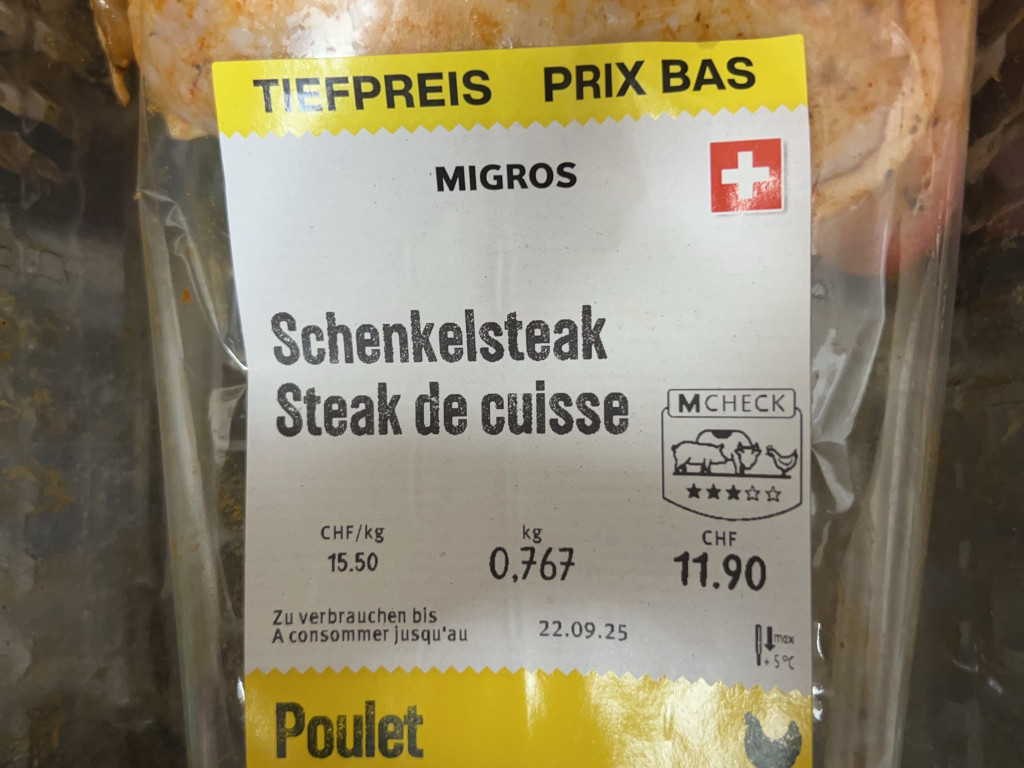 TIEFPREIS PRIX BAS
MIGROS
Schenkelsteak
Steak de cuisse
MCHECK
CHF/kg kg CHF
15.50 0,767 11.90
Zu verbrauchen bis
A consommer jusqu'au 22.09.25
max
+5°C
Poulet